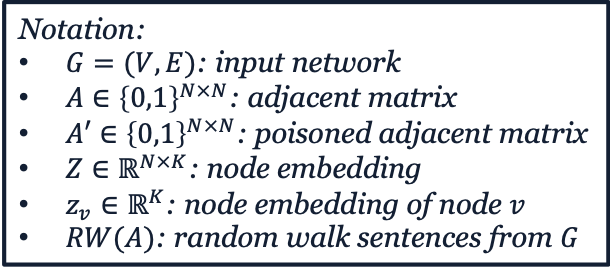 Notation:
• G = (V, E): input network
• A ∈ {0,1}^{N×N}: adjacent matrix
• A′ ∈ {0,1}^{N×N}: poisoned adjacent matrix
• Z ∈ ℝ^{N×K}: node embedding
• z_v ∈ ℝ^K: node embedding of node v
• RW(A): random walk sentences from G